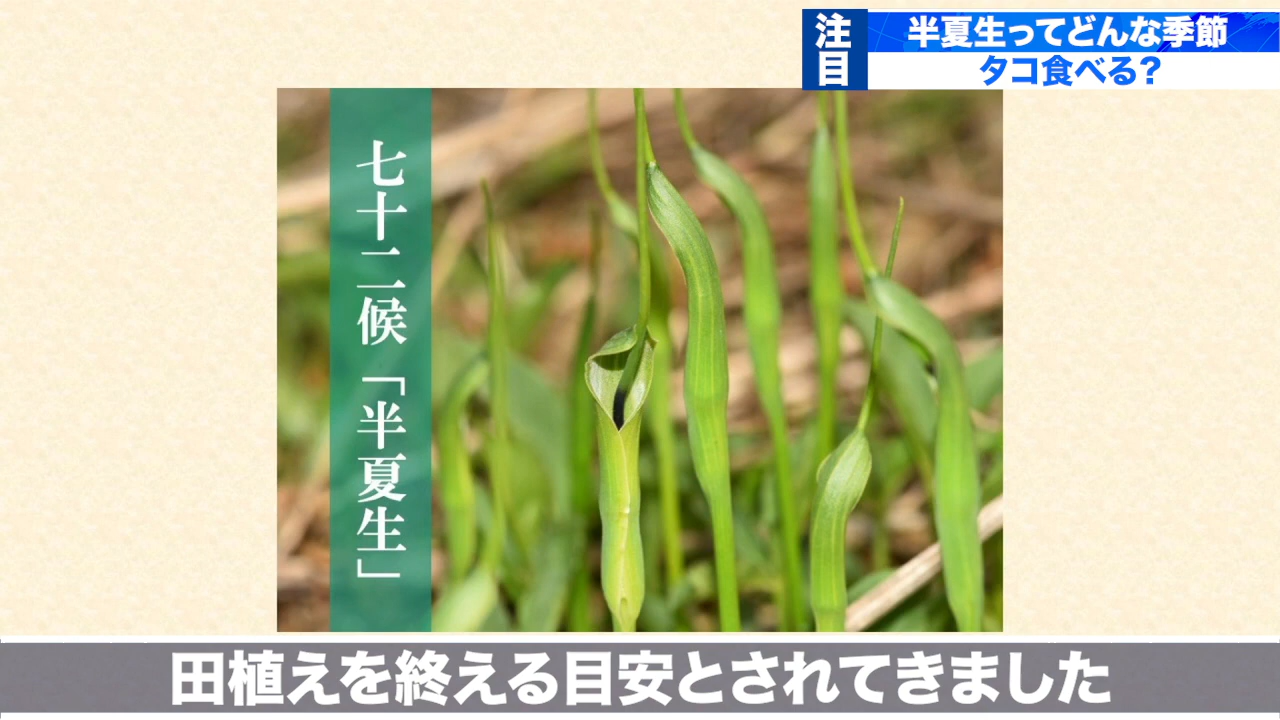 注目
半夏生ってどんな季節
タコ食べる?
七十二候「半夏生」
田植えを終える目安とされてきました